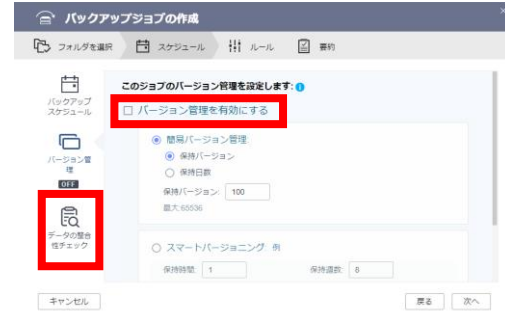 バックアップジョブの作成
フォルダを選択 スケジュール ルール 要約
バックアップ
スケジュール
バージョン管
理
OFF
データの整合
性チェック
このジョブのバージョン管理を設定します:
バージョン管理を有効にする
簡易バージョン管理
保持バージョン
保持日数
保持バージョン: 100
最大:65536
スマートバージョニング 例
保持時間: 1 保持週数: 6
キャンセル 戻る 次へ